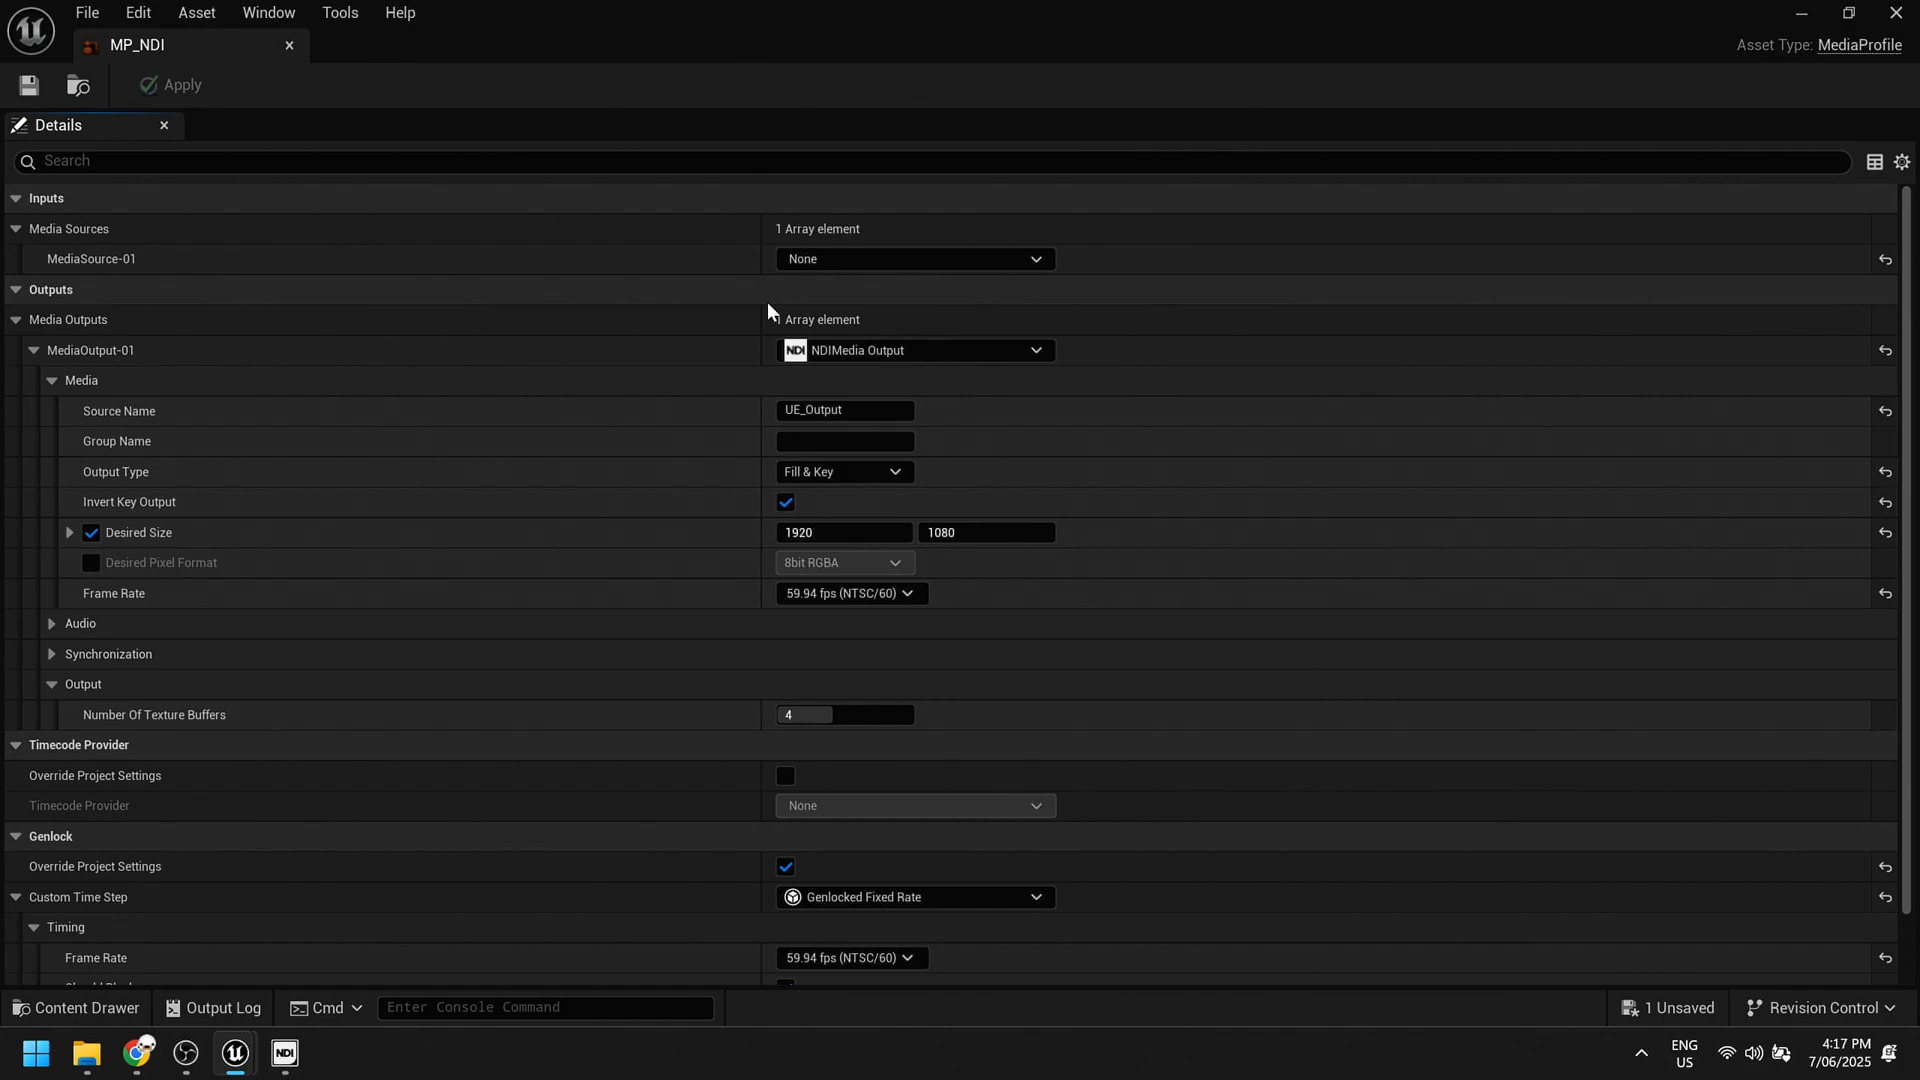 File Edit Asset Window Tools Help
MP_NDI
Asset Type: MediaProfile
Apply
Details
Search
Inputs
Media Sources 1 Array element
MediaSource-01 None
Outputs
Media Outputs Array element
MediaOutput-01 NDI NDIMedia Output
Media
Source Name UE_Output
Group Name
Output Type Fill & Key
Invert Key Output
Desired Size 1920 1080
Desired Pixel Format 8bit RGBA
Frame Rate 59.94 fps (NTSC/60)
Audio
Synchronization
Output
Number Of Texture Buffers 4
Timecode Provider
Override Project Settings
Timecode Provider None
Genlock
Override Project Settings
Custom Time Step Genlocked Fixed Rate
Timing
Frame Rate 59.94 fps (NTSC/60)
Content Drawer Output Log Cmd Enter Console Command 1 Unsaved Revision Control
NDI
ENG
US
4:17 PM
7/06/2025